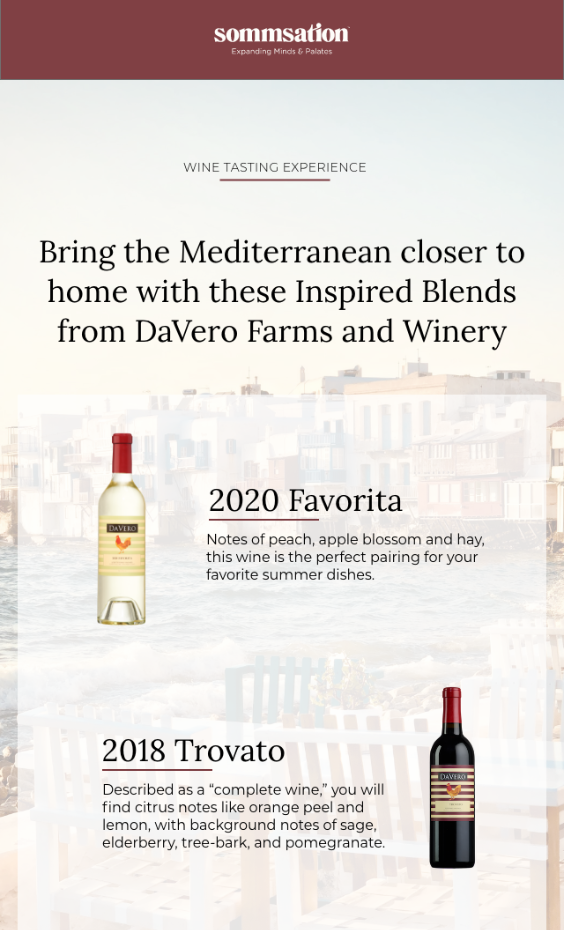 sommsation
Expanding Minds & Palates
WINE TASTING EXPERIENCE
Bring the Mediterranean closer to
home with these Inspired Blends
from DaVero Farms and Winery
DAVERO
2020 Favorita
Notes of peach, apple blossom and hay,
this wine is the perfect pairing for your
favorite summer dishes.
2018 Trovato
Described as a “complete wine,” you will
find citrus notes like orange peel and
lemon, with background notes of sage,
elderberry, tree-bark, and pomegranate.
DAVERO